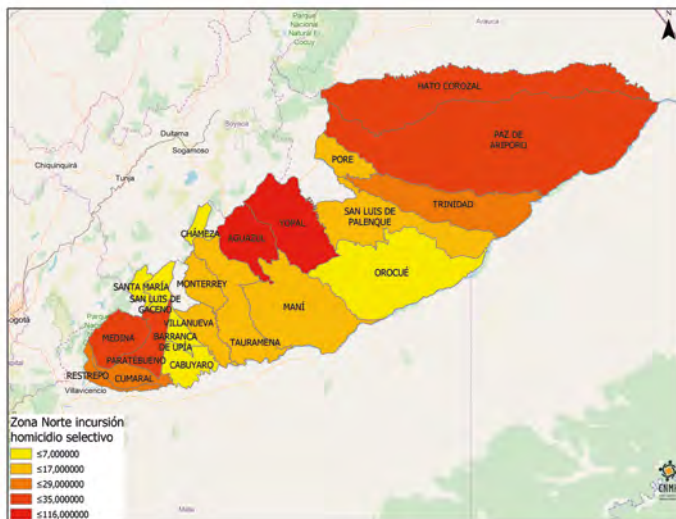 Parque
Nacional
Natural El
Cocuy
Arauca
N
HATO COROZAL
PAZ DE
ARIPORO
Duitama
Boyacá
Sogamoso
Chiquinquirá
Tunja
PORE
TRINIDAD
YOPAL
SAN LUIS DE
PALENQUE
CHÁMEZA
AGUAZUL
OROCUÉ
SANTA MARÍA
MONTERREY
SAN LUIS DE
GACENO
MANÍ
VILLANUEVA
BARRANCA
DE UPÍA
TAURAMENA
MEDINA
PARATEBUENO
CABUYARO
RESTREPO
CUMARAL
Villavicencio
Meta
Zona Norte incursión
homicidio selectivo
≤7,000000
≤17,000000
≤29,000000
≤35,000000
≤116,000000